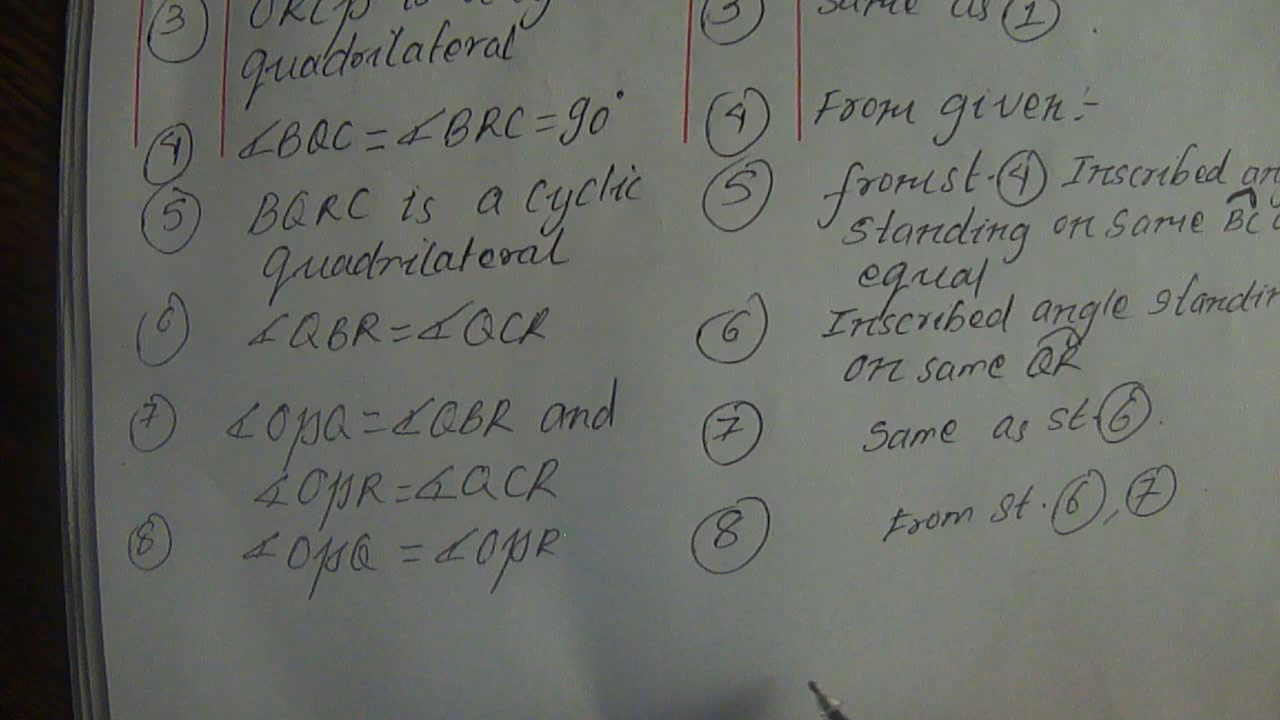 ③ ORCP is a cy
quadrilateral
④ ∡BQC = ∡BRC = 90°
⑤ BQRC is a cyclic
quadrilateral
⑥ ∡QBR = ∡QCR
⑦ ∡OPQ = ∡QBR and
∡OPR = ∡QCR
⑧ ∡OPQ = ∡OPR
③ Same as ① .
④ From given :-
⑤ from st. ④ Inscribed an
standing on same BC
equal
⑥ Inscribed angle standin
on same QR
⑦ Same as st. ⑥ .
⑧ From st. ⑥, ⑦